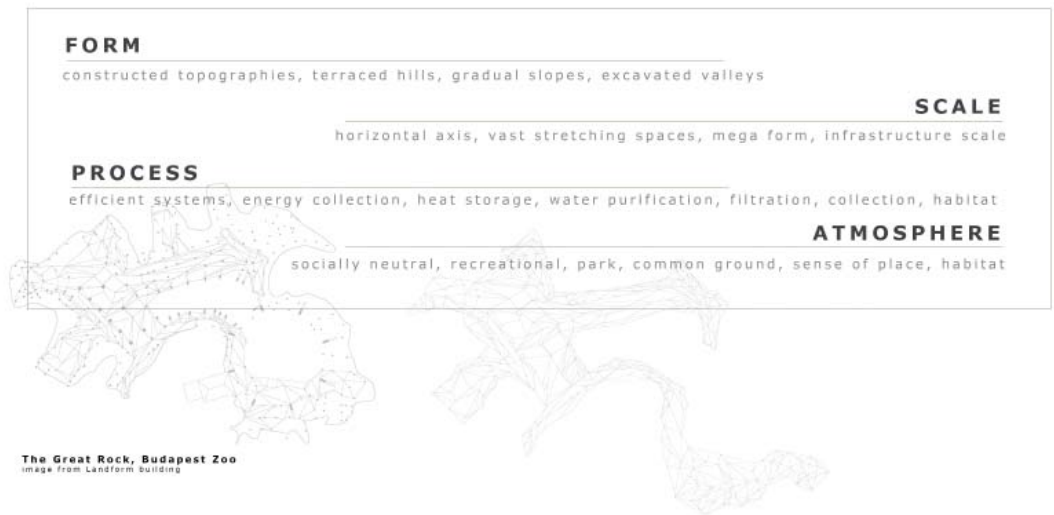 FORM
constructed topographies, terraced hills, gradual slopes, excavated valleys
SCALE
horizontal axis, vast stretching spaces, mega form, infrastructure scale
PROCESS
efficient systems, energy collection, heat storage, water purification, filtration, collection, habitat
ATMOSPHERE
socially neutral, recreational, park, common ground, sense of place, habitat
The Great Rock, Budapest Zoo
image from Landform building